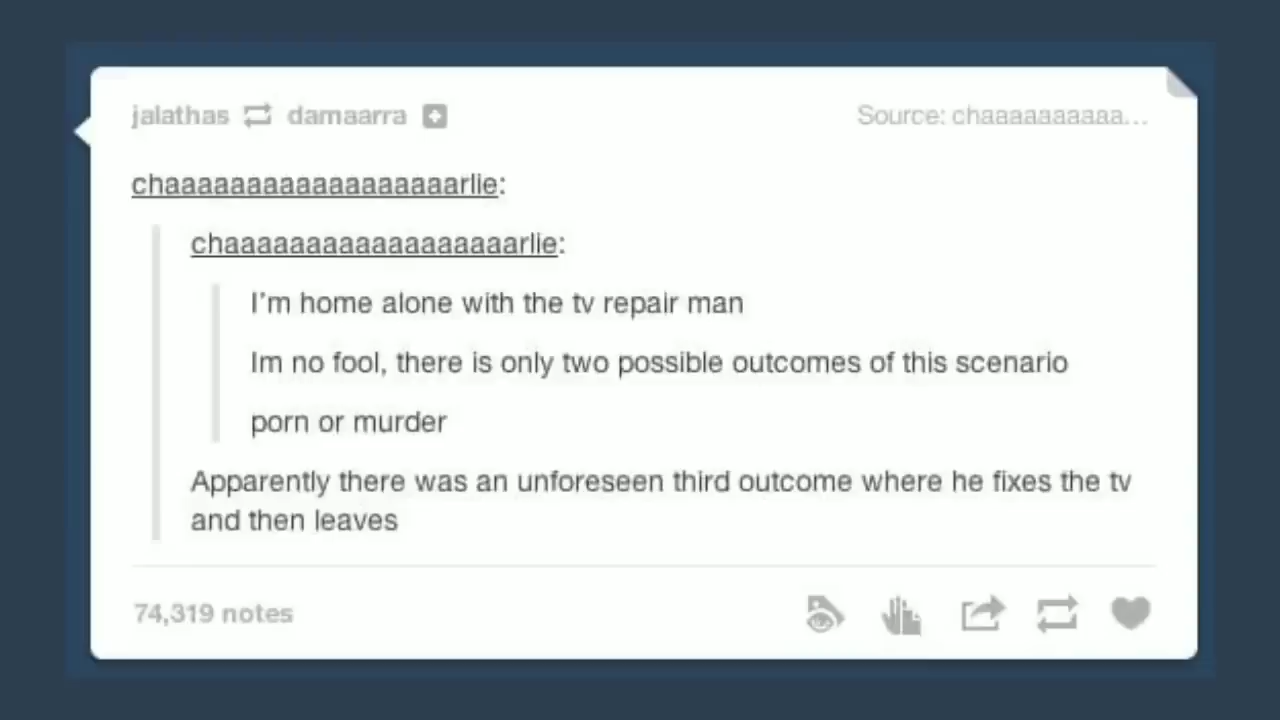 jalathas damaarra
Source: chaaaaaaaaaa...
chaaaaaaaaaaaaaaaaaarlie:
chaaaaaaaaaaaaaaaaaarlie:
I'm home alone with the tv repair man
Im no fool, there is only two possible outcomes of this scenario
porn or murder
Apparently there was an unforeseen third outcome where he fixes the tv
and then leaves
74,319 notes